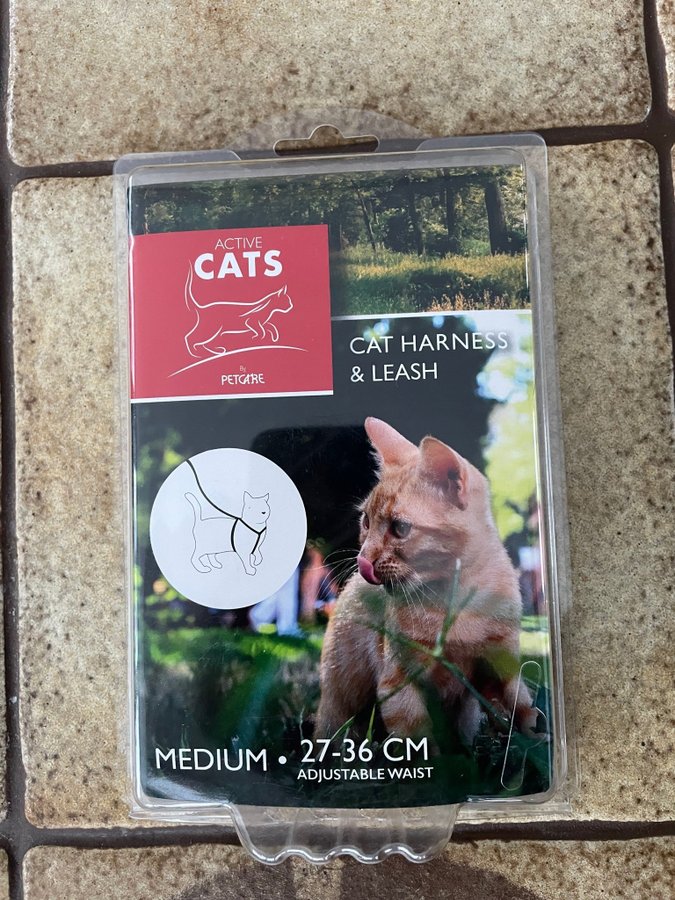 ACTIVE
CATS
By
PETCARE
CAT HARNESS
& LEASH
MEDIUM • 27-36 CM
ADJUSTABLE WAIST